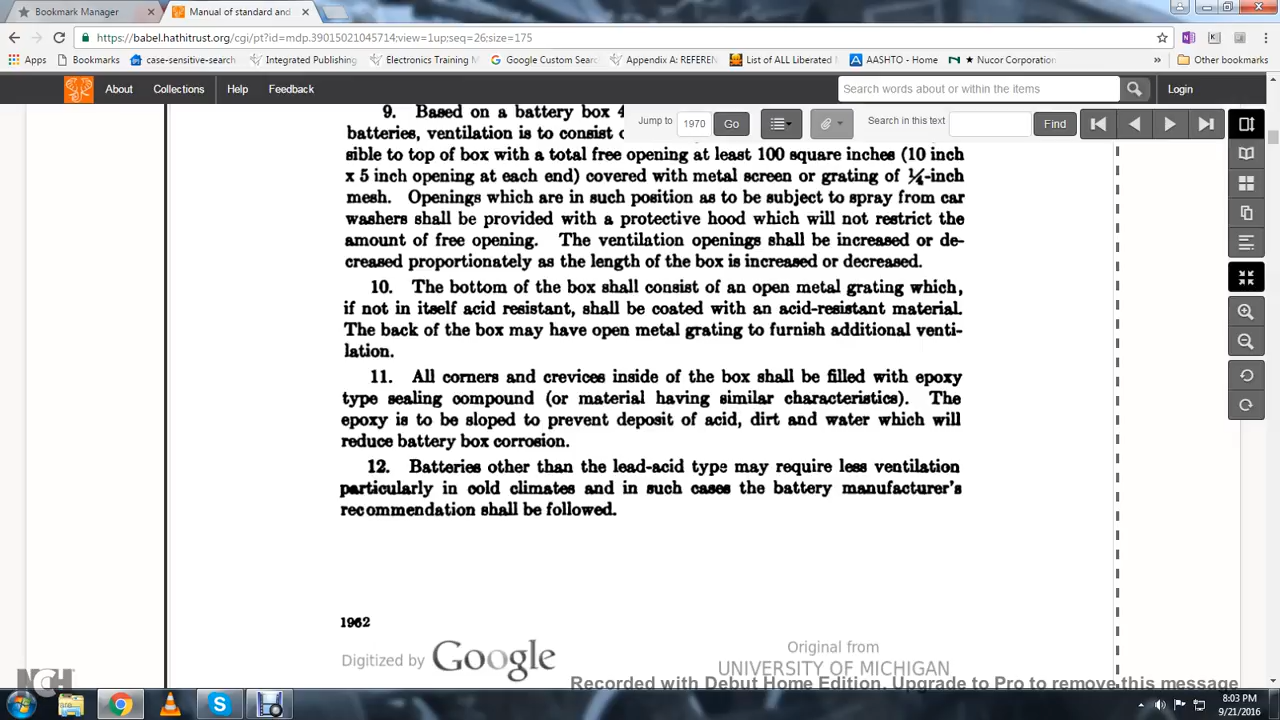 Bookmark Manager
Manual of standard and
https://babel.hathitrust.org/cgi/pt?id=mdp.39015021045714;view=1up;seq=26;size=175
Apps Bookmarks case-sensitive-search Integrated Publishing Electronics Training M Google Custom Sear Appendix A: REFEREN List of ALL Liberated M AASHTO - Home ★ Nucor Corporation Other bookmarks
About Collections Help Feedback Search words about or within the items Login
Jump to 1970 Go Search in this text Find
9. Based on a battery box 4
batteries, ventilation is to consist o
sible to top of box with a total free opening at least 100 square inches (10 inch
x 5 inch opening at each end) covered with metal screen or grating of ¼-inch
mesh. Openings which are in such position as to be subject to spray from car
washers shall be provided with a protective hood which will not restrict the
amount of free opening. The ventilation openings shall be increased or de-
creased proportionately as the length of the box is increased or decreased.
10. The bottom of the box shall consist of an open metal grating which,
if not in itself acid resistant, shall be coated with an acid-resistant material.
The back of the box may have open metal grating to furnish additional venti-
lation.
11. All corners and crevices inside of the box shall be filled with epoxy
type sealing compound (or material having similar characteristics). The
epoxy is to be sloped to prevent deposit of acid, dirt and water which will
reduce battery box corrosion.
12. Batteries other than the lead-acid type may require less ventilation
particularly in cold climates and in such cases the battery manufacturer's
recommendation shall be followed.
1962
Digitized by Google
Original from
UNIVERSITY OF MICHIGAN
NCH
Recorded with Debut Home Edition. Upgrade to Pro to remove this message
8:03 PM
9/21/2016